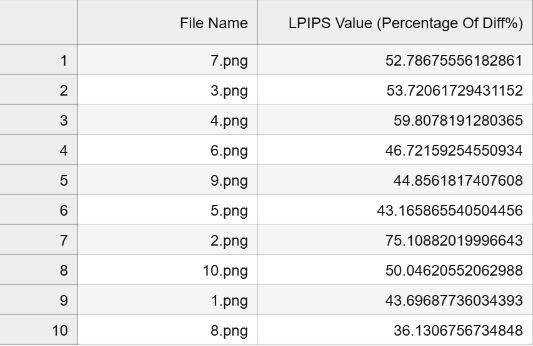 File Name LPIPS Value (Percentage Of Diff%)
1 7.png 52.78675556182861
2 3.png 53.72061729431152
3 4.png 59.8078191280365
4 6.png 46.72159254550934
5 9.png 44.8561817407608
6 5.png 43.165865540504456
7 2.png 75.10882019996643
8 10.png 50.04620552062988
9 1.png 43.69687736034393
10 8.png 36.1306756734848